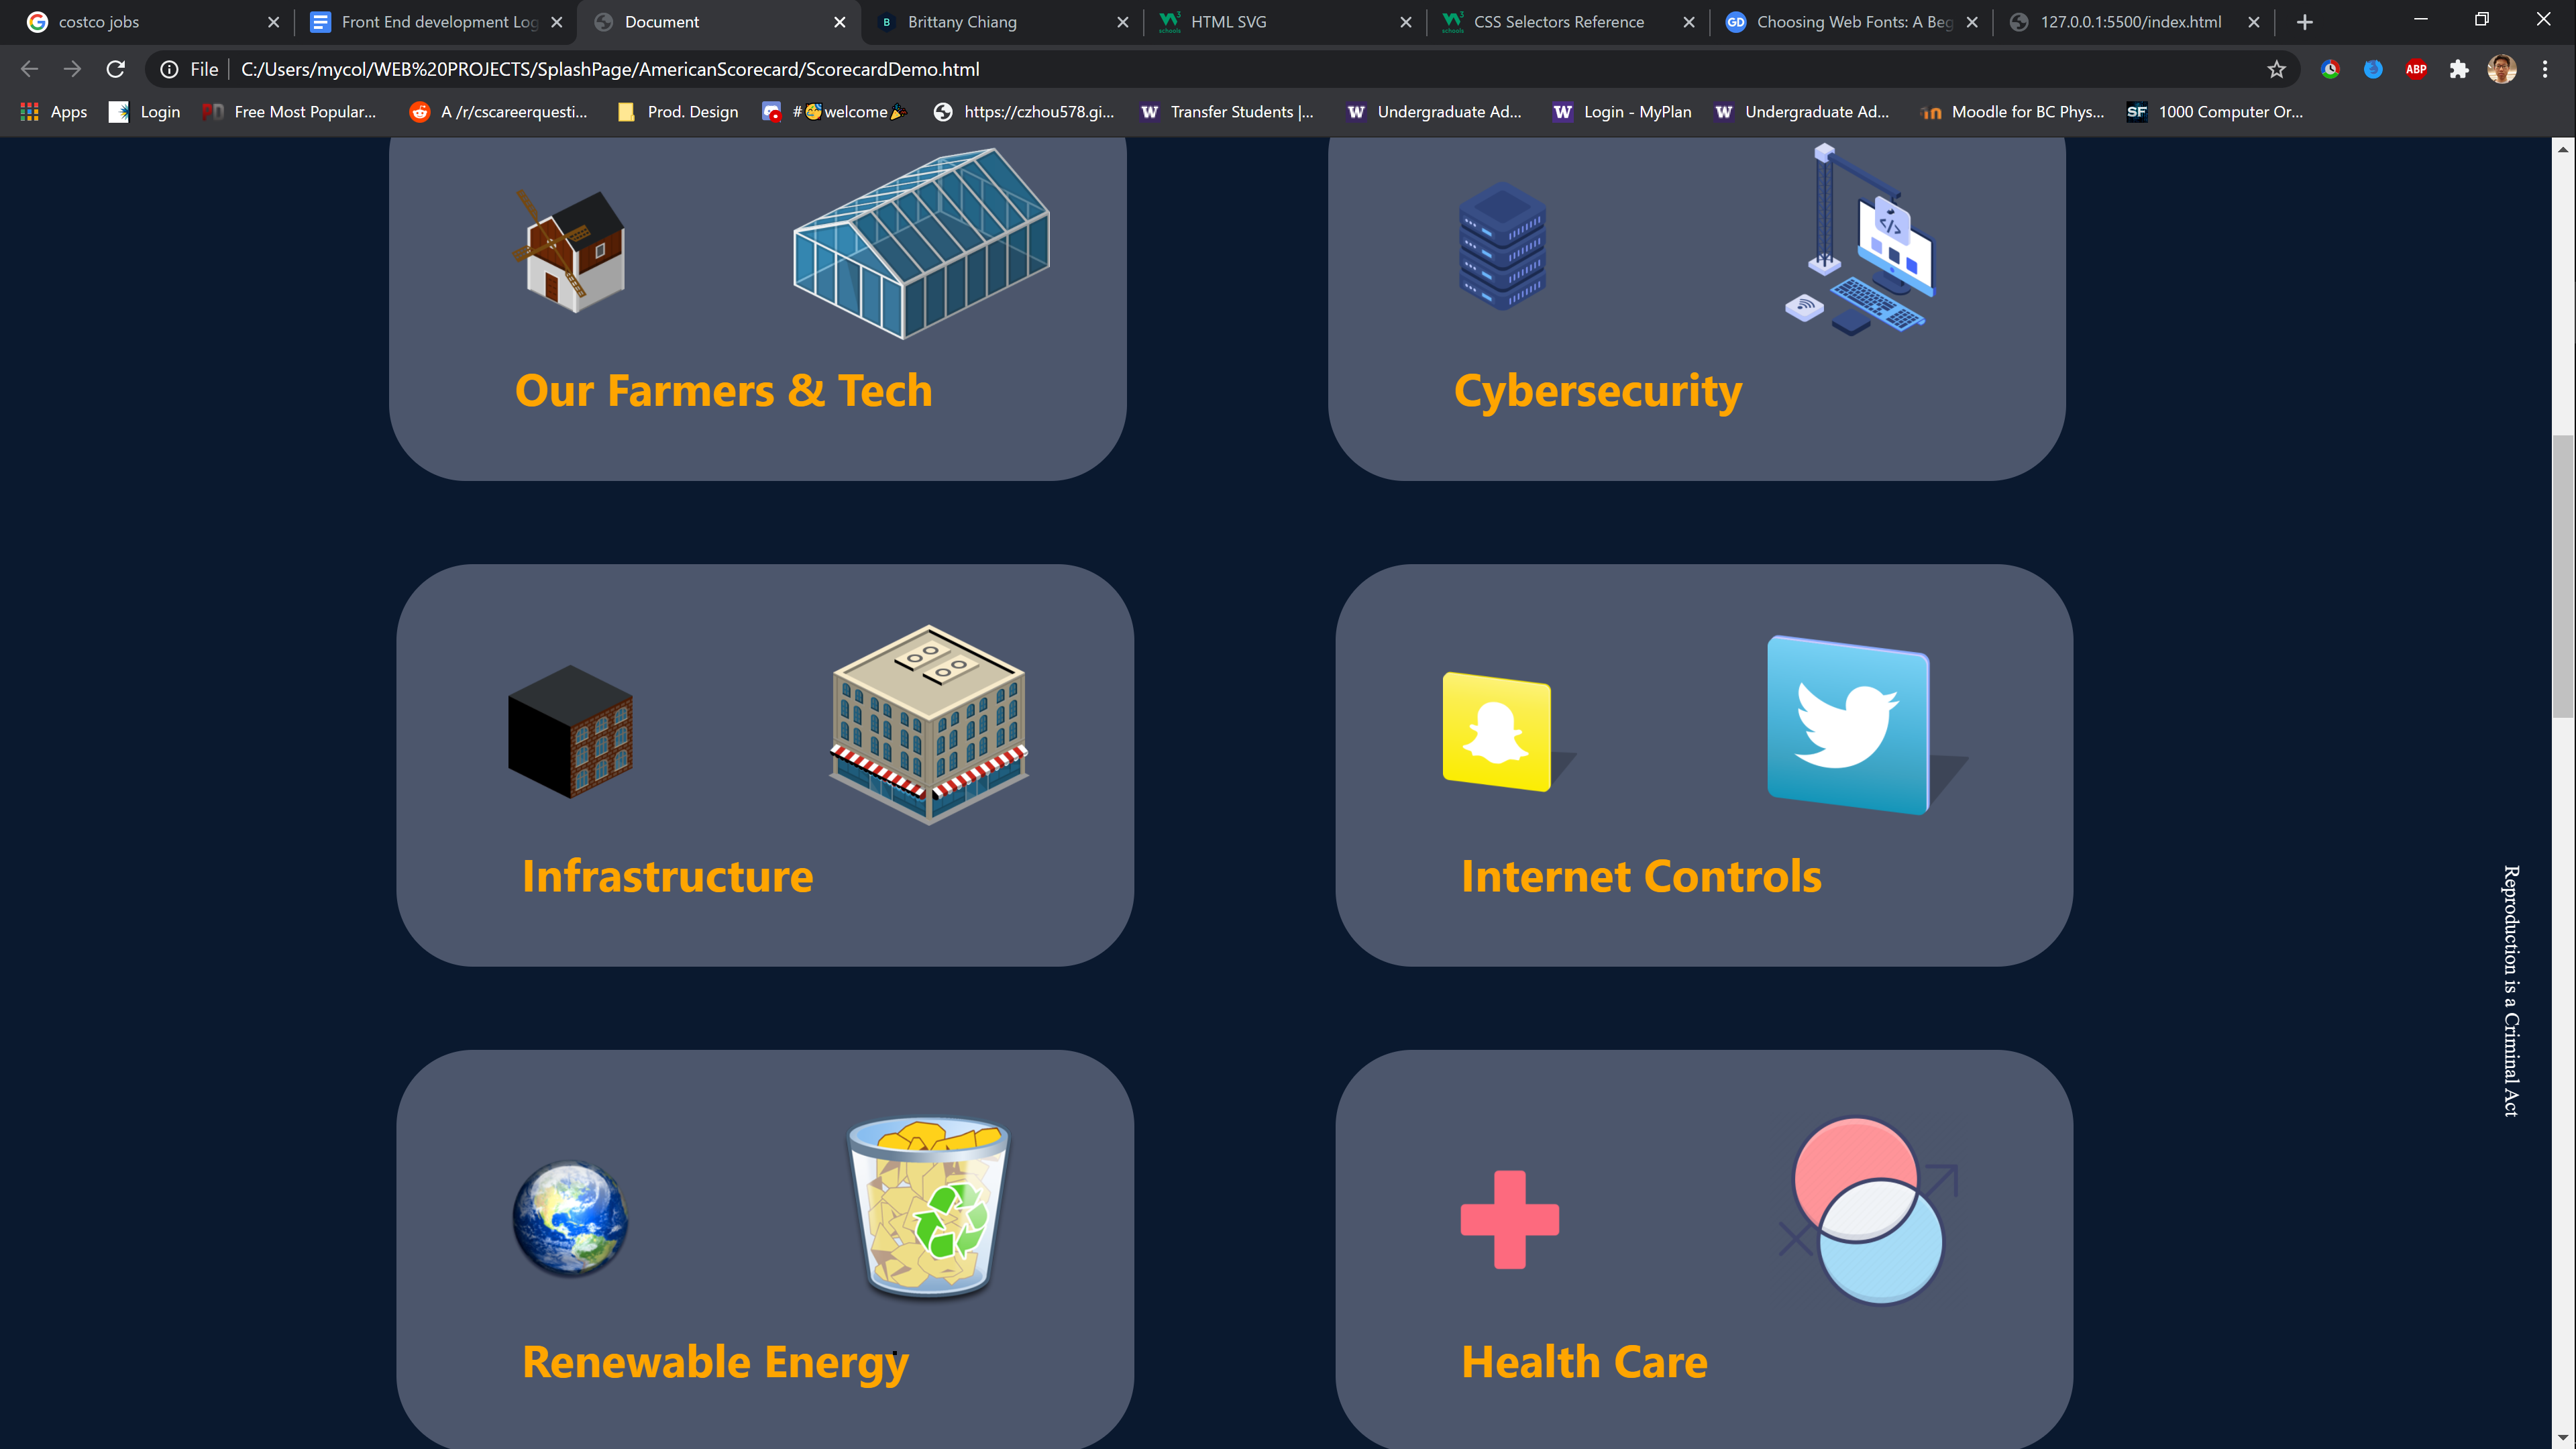 costco jobs
Front End development Log
Document
Brittany Chiang
HTML SVG
CSS Selectors Reference
GD
Choosing Web Fonts: A Beg
127.0.0.1:5500/index.html
File
C:/Users/mycol/WEB%20PROJECTS/SplashPage/AmericanScorecard/ScorecardDemo.html
ABP
Apps
Login
Free Most Popular...
A /r/cscareerquesti...
Prod. Design
#🥳welcome🎉
https://czhou578.gi...
Transfer Students |...
Undergraduate Ad...
Login - MyPlan
Undergraduate Ad...
Moodle for BC Phys...
SF
1000 Computer Or...
Our Farmers & Tech
Cybersecurity
Infrastructure
Internet Controls
Reproduction is a Criminal Act
Renewable Energy
Health Care